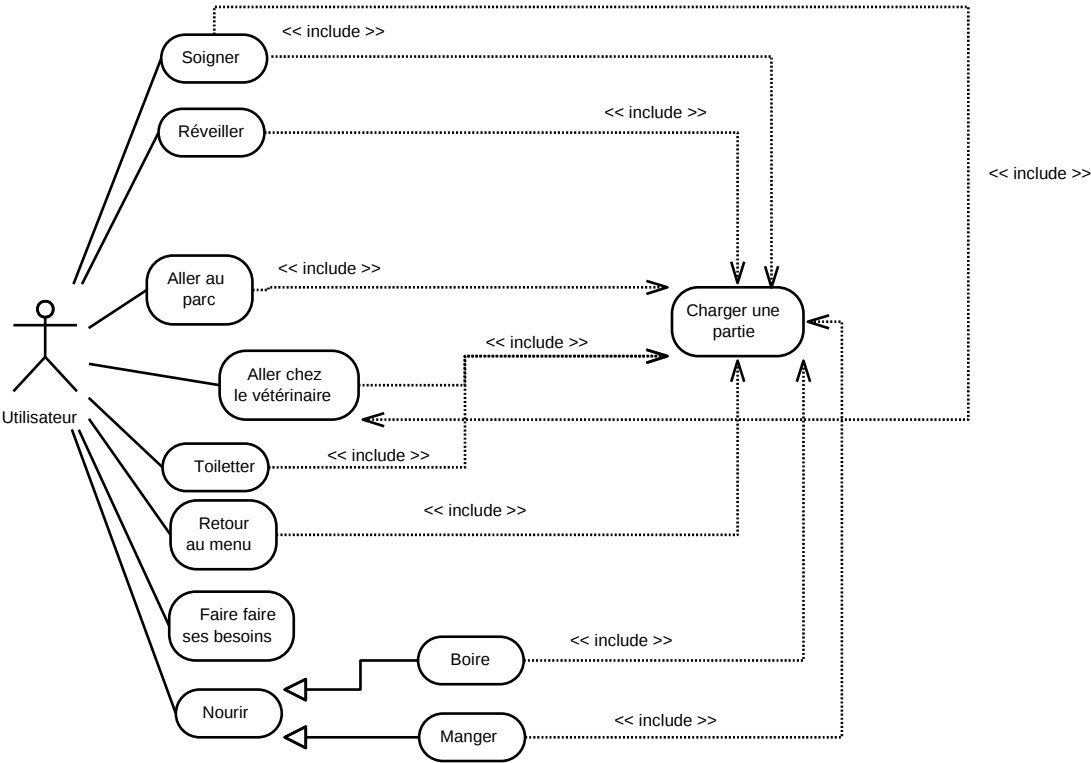 << include >>
Soigner
<< include >>
Réveiller
<< include >>
Aller au
parc
<< include >>
Charger une
partie
<< include >>
Aller chez
le vétérinaire
Utilisateur
<< include >>
Toiletter
<< include >>
Retour
au menu
Faire faire
ses besoins
<< include >>
Boire
Nourir
<< include >>
Manger